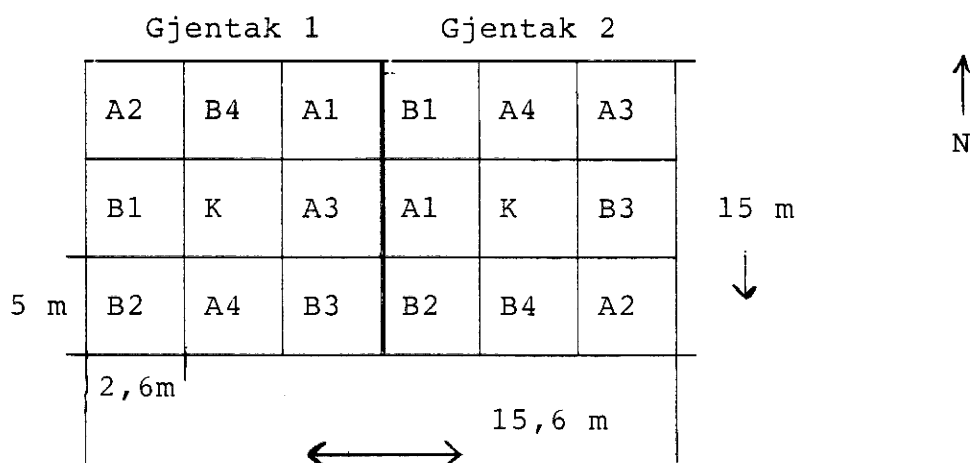 Gjentak 1 Gjentak 2
A2 B4 A1 B1 A4 A3
N
B1 K A3 A1 K B3 15 m
5 m B2 A4 B3 B2 B4 A2
2,6m
15,6 m